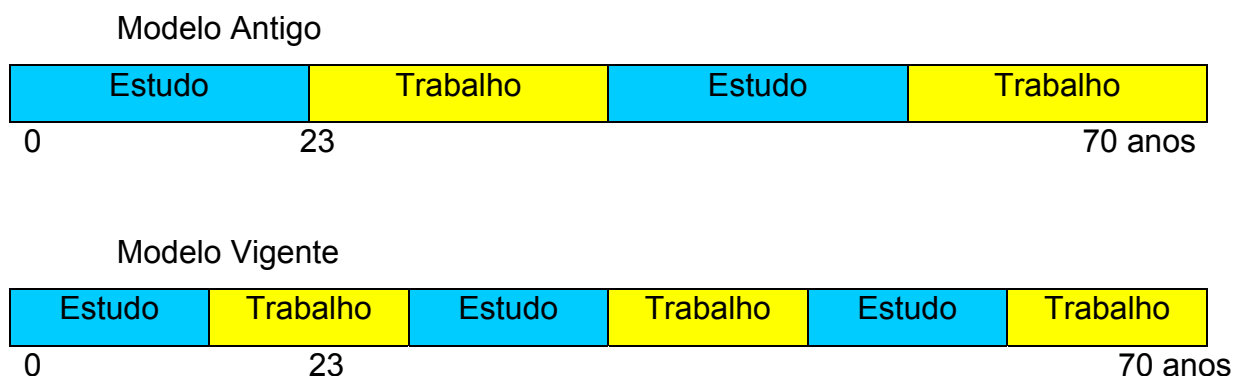 Modelo Antigo
Estudo Trabalho Estudo Trabalho
0 23 70 anos
Modelo Vigente
Estudo Trabalho Estudo Trabalho Estudo Trabalho
0 23 70 anos